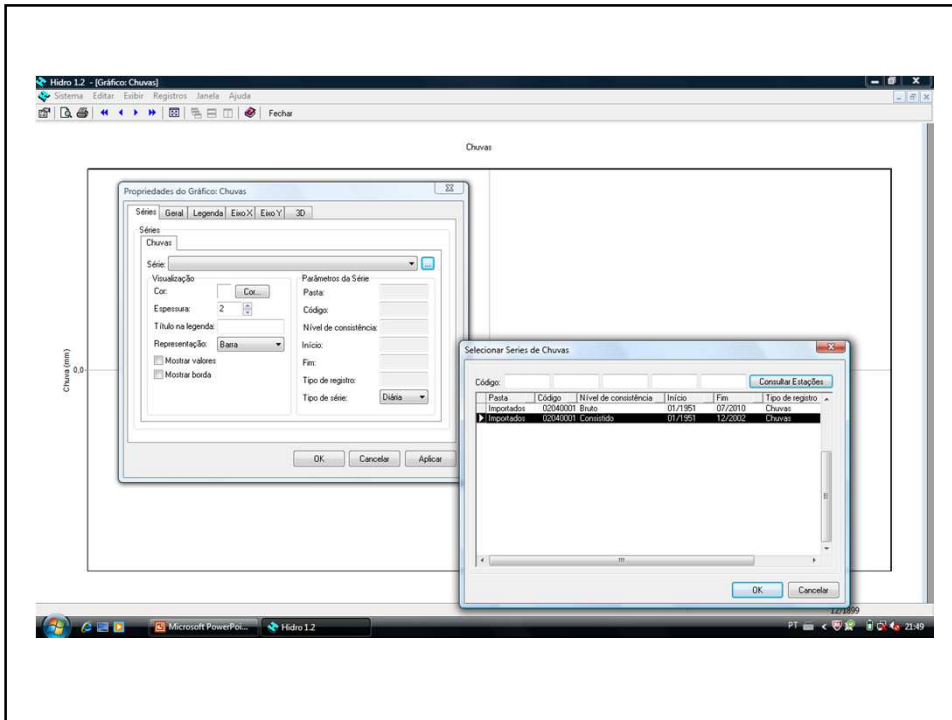 Hidro 1.2 - [Gráfico: Chuvas]
Sistema Editar Exibir Registros Janela Ajuda
Fechar
Chuvas
Chuva (mm)
0,0
Propriedades do Gráfico: Chuvas
Séries Geral Legenda Eixo X Eixo Y 3D
Séries
Chuvas
Série:
Visualização
Cor: Cor...
Espessura: 2
Título na legenda:
Representação: Barra
Mostrar valores
Mostrar borda
Parâmetros da Série
Pasta:
Código:
Nível de consistência:
Início:
Fim:
Tipo de registro:
Tipo de série: Diária
OK Cancelar Aplicar
Selecionar Series de Chuvas
Código: Consultar Estações
Pasta Código Nível de consistência Início Fim Tipo de registro
Importados 02040001 Bruto 01/1951 07/2010 Chuvas
Importados 02040001 Consistido 01/1951 12/2002 Chuvas
OK Cancelar
12/1899
Microsoft PowerPoi... Hidro 1.2 PT 21:49